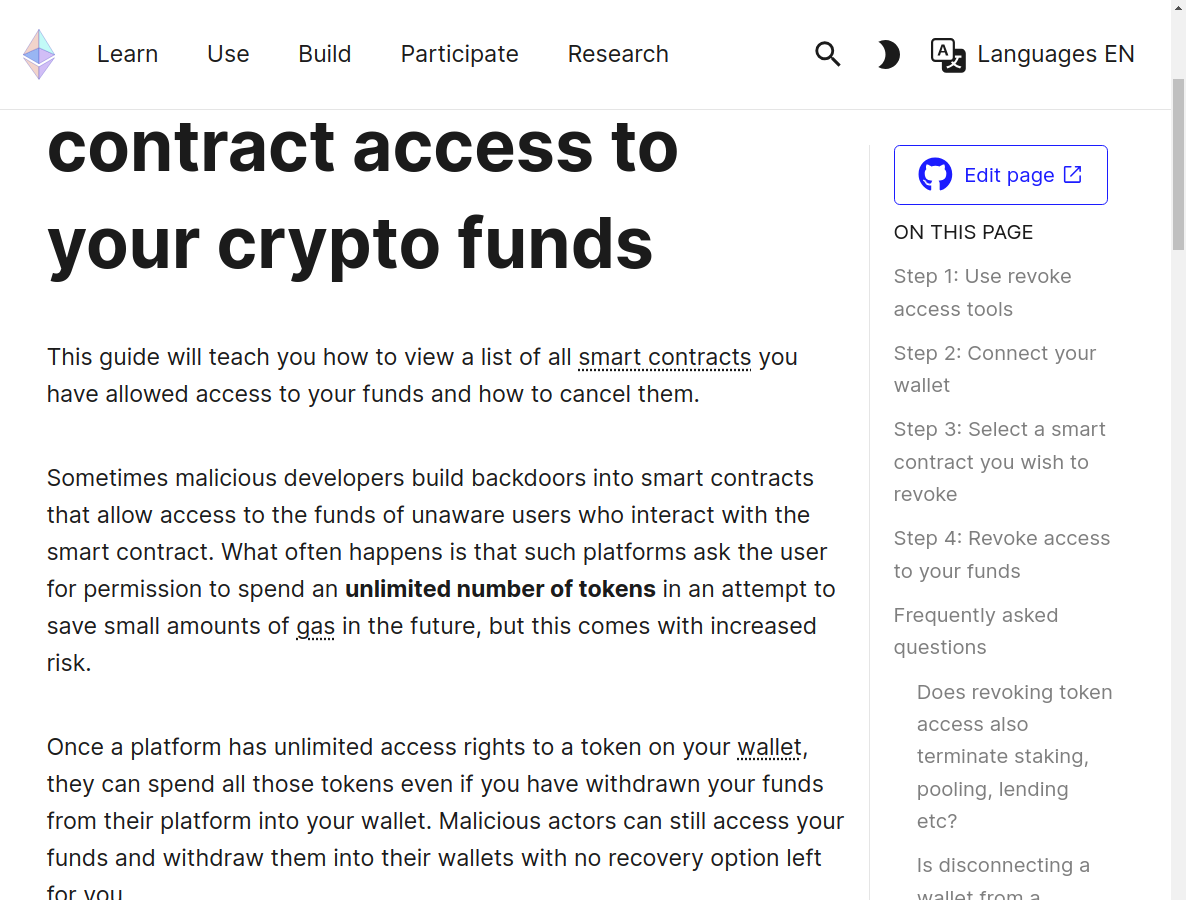 Learn Use Build Participate Research Languages EN
contract access to
your crypto funds
This guide will teach you how to view a list of all smart contracts you
have allowed access to your funds and how to cancel them.
Sometimes malicious developers build backdoors into smart contracts
that allow access to the funds of unaware users who interact with the
smart contract. What often happens is that such platforms ask the user
for permission to spend an unlimited number of tokens in an attempt to
save small amounts of gas in the future, but this comes with increased
risk.
Once a platform has unlimited access rights to a token on your wallet,
they can spend all those tokens even if you have withdrawn your funds
from their platform into your wallet. Malicious actors can still access your
funds and withdraw them into their wallets with no recovery option left
for you
Edit page
ON THIS PAGE
Step 1: Use revoke
access tools
Step 2: Connect your
wallet
Step 3: Select a smart
contract you wish to
revoke
Step 4: Revoke access
to your funds
Frequently asked
questions
Does revoking token
access also
terminate staking,
pooling, lending
etc?
Is disconnecting a
wallet from a